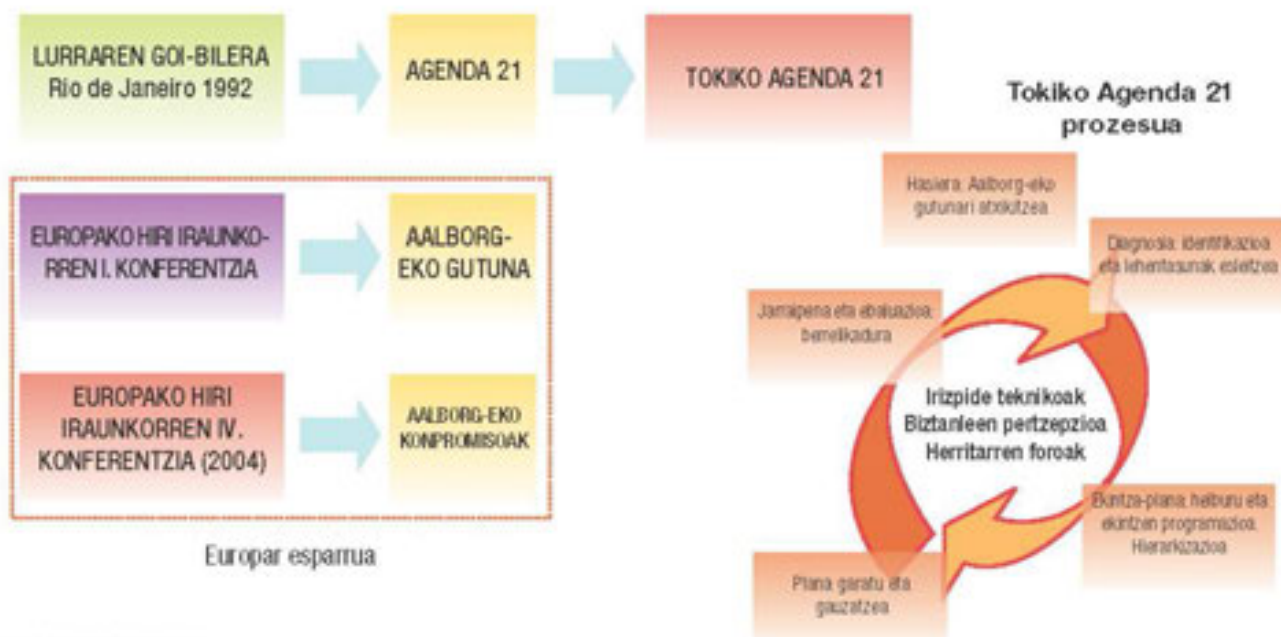 LURRAREN GOI-BILERA
Rio de Janeiro 1992
AGENDA 21
TOKIKO AGENDA 21
EUROPAKO HIRI IRAUNKO-
RREN I. KONFERENTZIA
AALBORG-
EKO GUTUNA
EUROPAKO HIRI
IRAUNKORREN IV.
KONFERENTZIA (2004)
AALBORG-EKO
KONPROMISOAK
Europar esparrua
Tokiko Agenda 21
prozesua
Hasiera: Aalborg-eko
gutunari atxikitzea
Diagnosia: identifikazioa
eta lehentasunak esleitzea
Jarraipena eta ebaluazioa:
berrelikadura
Irizpide teknikoak
Biztanleen pertzepzioa
Herritarren foroak
Ekintza-plana: helburu eta
ekintzen programazioa.
Hierarkizazioa
Plana garatu eta
gauzatzea